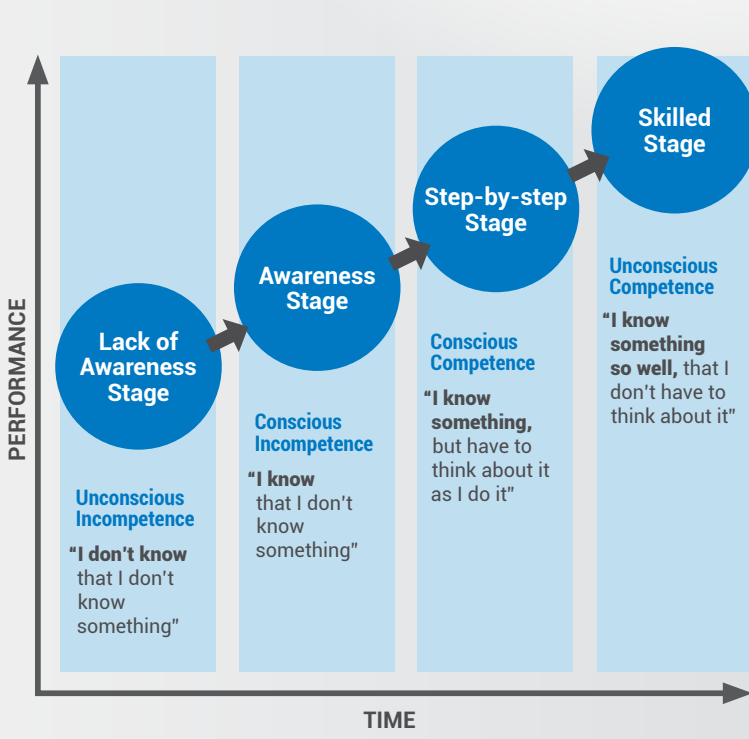 PERFORMANCE
Lack of
Awareness
Stage
Unconscious
Incompetence
“I don’t know
that I don’t
know
something”
Awareness
Stage
Conscious
Incompetence
“I know
that I don’t
know
something”
Step-by-step
Stage
Conscious
Competence
“I know
something,
but have to
think about it
as I do it”
Skilled
Stage
Unconscious
Competence
“I know
something
so well, that I
don’t have to
think about it”
TIME